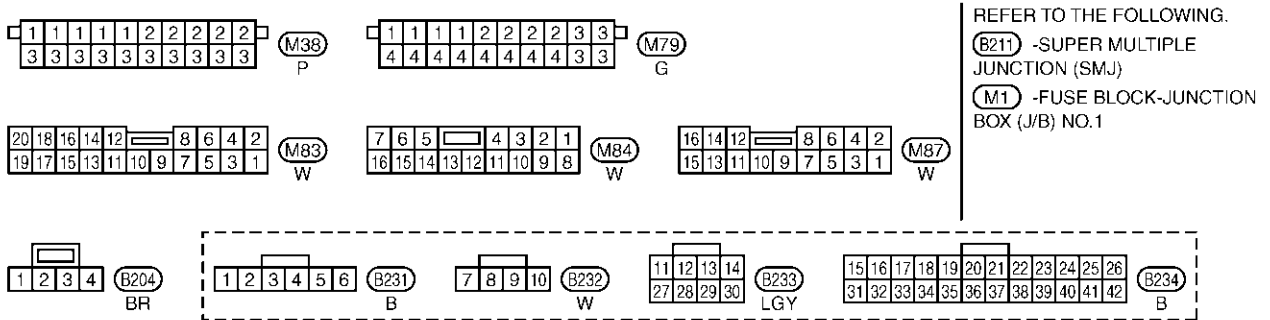 REFER TO THE FOLLOWING.
B211 -SUPER MULTIPLE
JUNCTION (SMJ)
M1 -FUSE BLOCK-JUNCTION
BOX (J/B) NO.1
1 1 1 1 1 2 2 2 2 2
3 3 3 3 3 3 3 3 3 3
M38
P
1 1 1 1 2 2 2 2 3 3
4 4 4 4 4 4 4 4 3 3
M79
G
20 18 16 14 12 8 6 4 2
19 17 15 13 11 10 9 7 5 3 1
M83
W
7 6 5 4 3 2 1
16 15 14 13 12 11 10 9 8
M84
W
16 14 12 8 6 4 2
15 13 11 10 9 7 5 3 1
M87
W
1 2 3 4
B204
BR
1 2 3 4 5 6
B231
B
7 8 9 10
B232
W
11 12 13 14
27 28 29 30
B233
LGY
15 16 17 18 19 20 21 22 23 24 25 26
31 32 33 34 35 36 37 38 39 40 41 42
B234
B